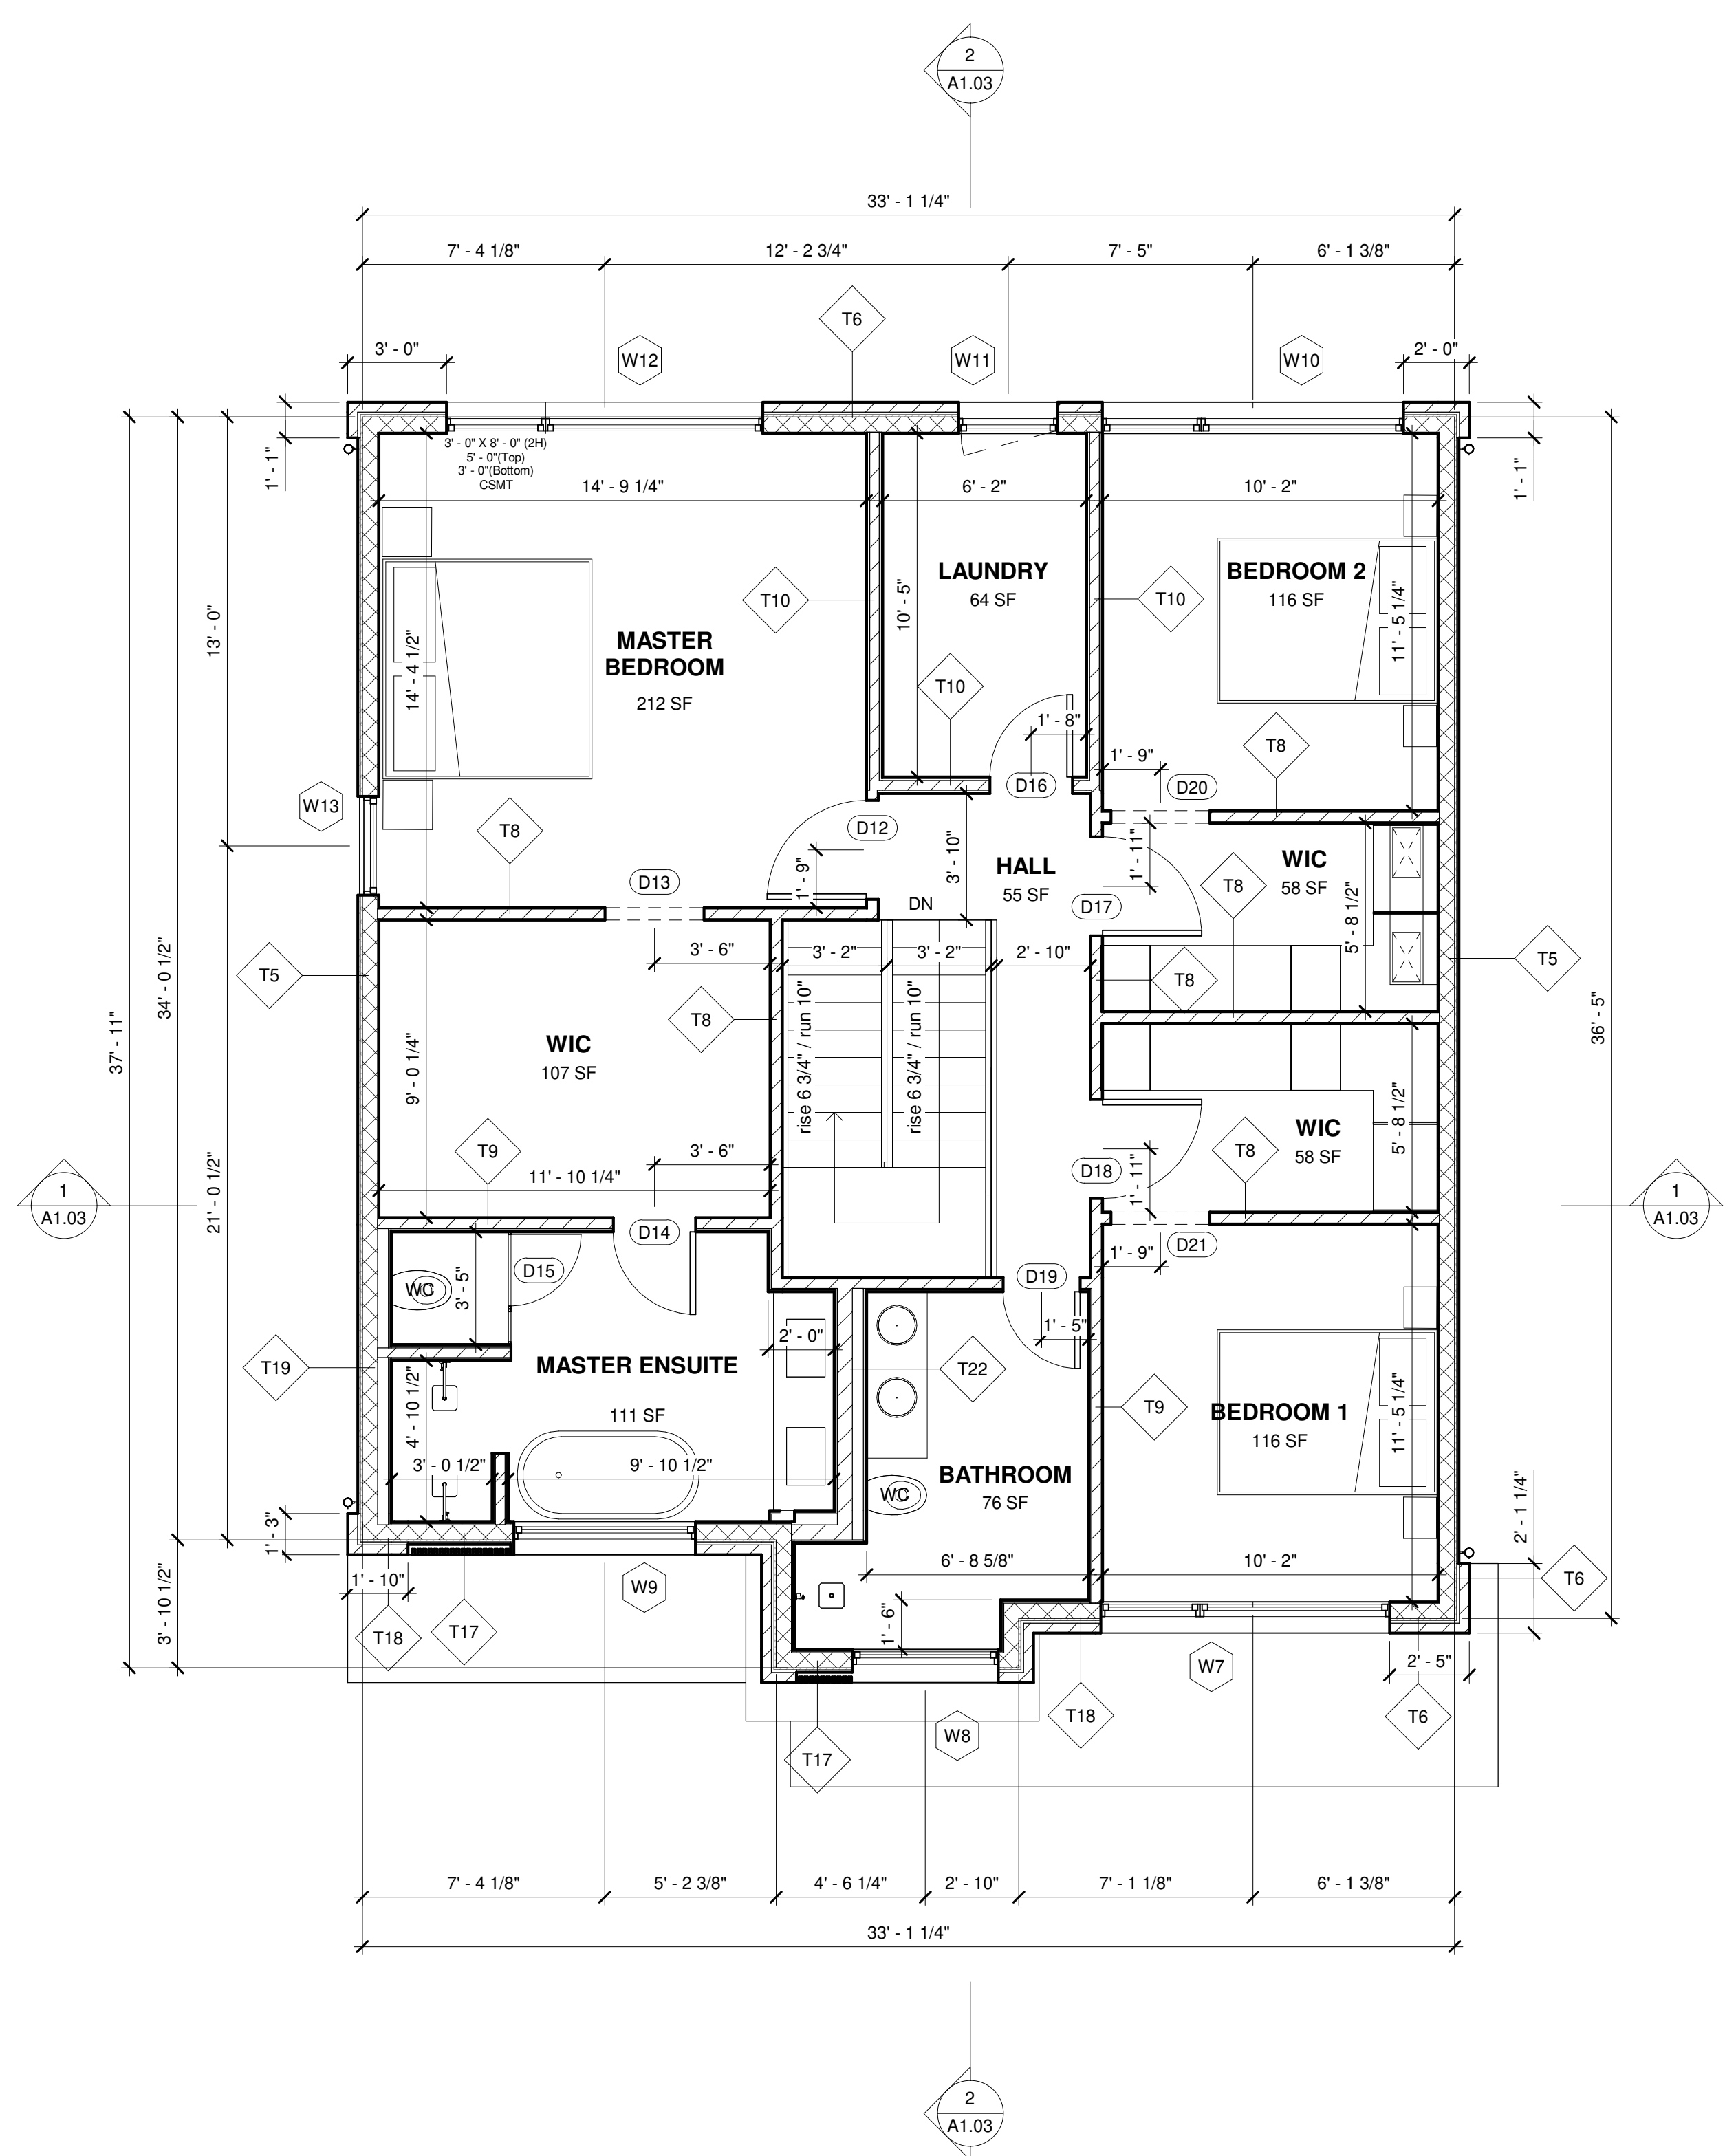 2
A1.03
33' - 1 1/4"
7' - 4 1/8"
12' - 2 3/4"
7' - 5"
6' - 1 3/8"
T6
3' - 0"
W12
W11
W10
2' - 0"
1' - 1"
3' - 0" X 8' - 0" (2H)
5' - 0"(Top)
3' - 0"(Bottom)
CSMT
1' - 1"
14' - 9 1/4"
6' - 2"
10' - 2"
LAUNDRY
64 SF
BEDROOM 2
116 SF
T10
10' - 5"
T10
11' - 5 1/4"
13' - 0"
MASTER
BEDROOM
212 SF
14' - 4 1/2"
T10
1' - 8"
T8
1' - 9"
D16
D20
W13
T8
D12
1' - 9"
3' - 10"
HALL
55 SF
1' - 11"
WIC
58 SF
D13
T8
DN
D17
5' - 8 1/2"
3' - 6"
3' - 2"
3' - 2"
2' - 10"
T5
T8
T5
34' - 0 1/2"
37' - 11"
36' - 5"
T8
rise 6 3/4" / run 10"
rise 6 3/4" / run 10"
WIC
107 SF
9' - 0 1/4"
T9
3' - 6"
11' - 10 1/4"
WIC
58 SF
T8
5' - 8 1/2"
D18
1' - 11"
1
A1.03
21' - 0 1/2"
1
A1.03
D14
D21
1' - 9"
D15
WC
3' - 5"
D19
1' - 5"
2' - 0"
T19
MASTER ENSUITE
111 SF
T22
T9
BEDROOM 1
116 SF
11' - 5 1/4"
4' - 10 1/2"
3' - 0 1/2"
9' - 10 1/2"
BATHROOM
76 SF
WC
1' - 3"
2' - 1 1/4"
6' - 8 5/8"
10' - 2"
1' - 10"
W9
T6
3' - 10 1/2"
1' - 6"
T18
T17
W7
2' - 5"
T18
T6
W8
T17
7' - 4 1/8"
5' - 2 3/8"
4' - 6 1/4"
2' - 10"
7' - 1 1/8"
6' - 1 3/8"
33' - 1 1/4"
2
A1.03